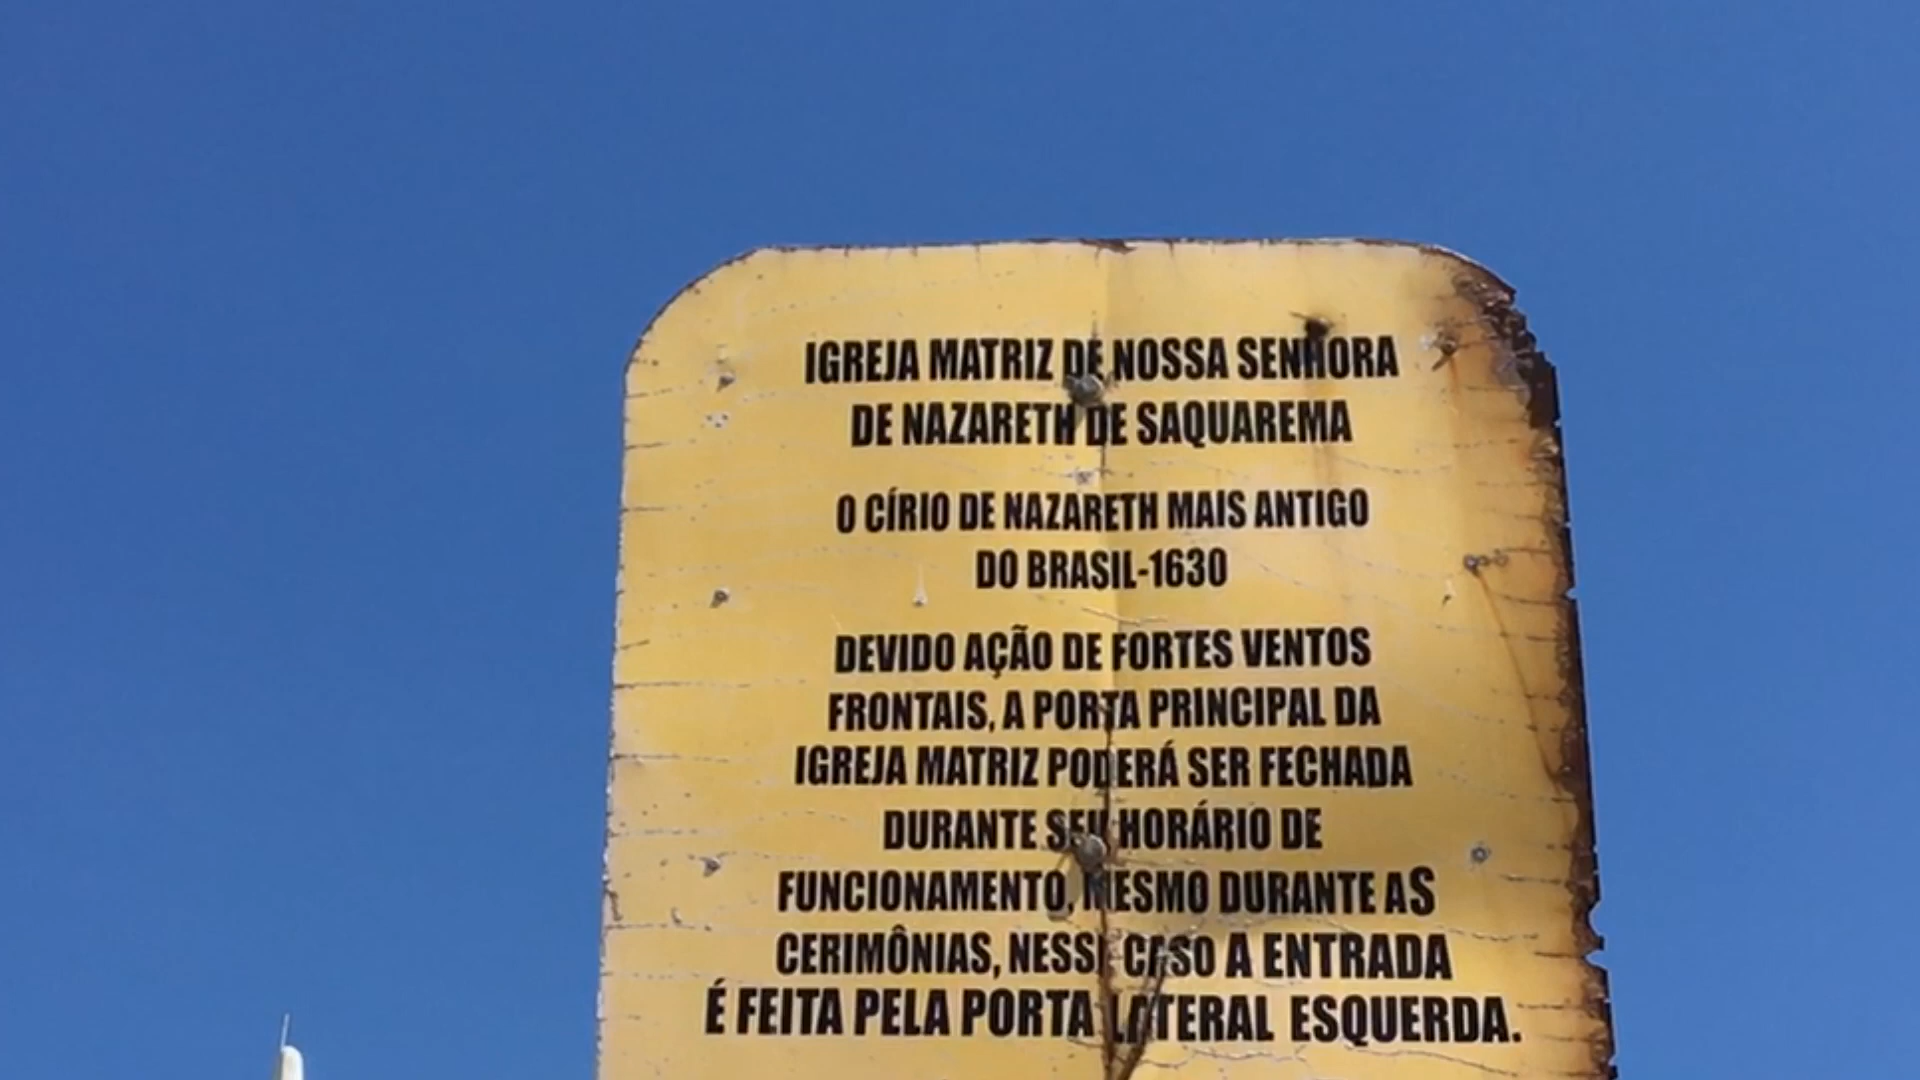 IGREJA MATRIZ DE NOSSA SENHORA
DE NAZARETH DE SAQUAREMA
O CÍRIO DE NAZARETH MAIS ANTIGO
DO BRASIL-1630
DEVIDO AÇÃO DE FORTES VENTOS
FRONTAIS, A PORTA PRINCIPAL DA
IGREJA MATRIZ PODERÁ SER FECHADA
DURANTE SEU HORÁRIO DE
FUNCIONAMENTO, MESMO DURANTE AS
CERIMÔNIAS, NESSE CASO A ENTRADA
É FEITA PELA PORTA LATERAL ESQUERDA.